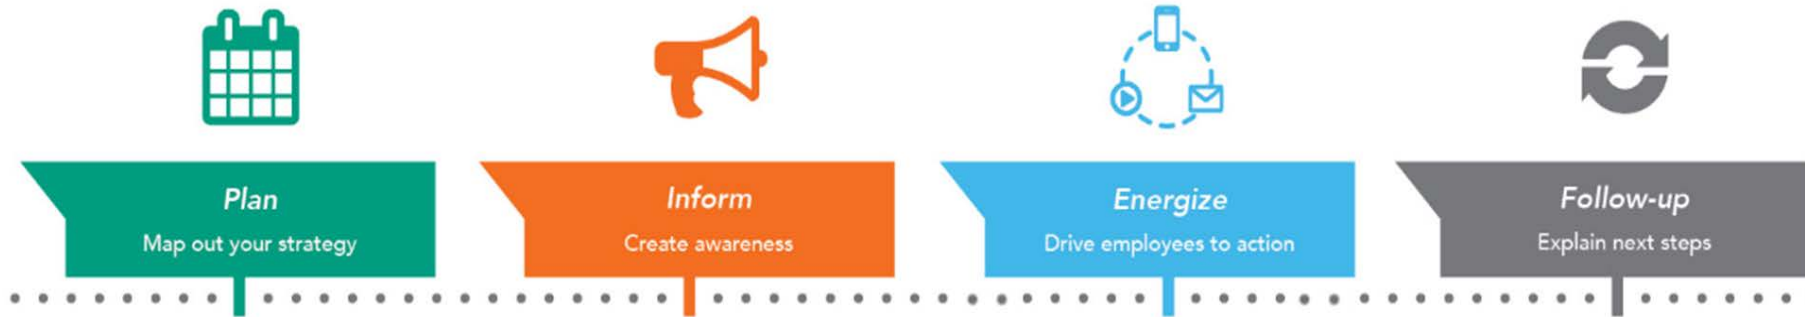 Plan
Map out your strategy
Inform
Create awareness
Energize
Drive employees to action
Follow-up
Explain next steps